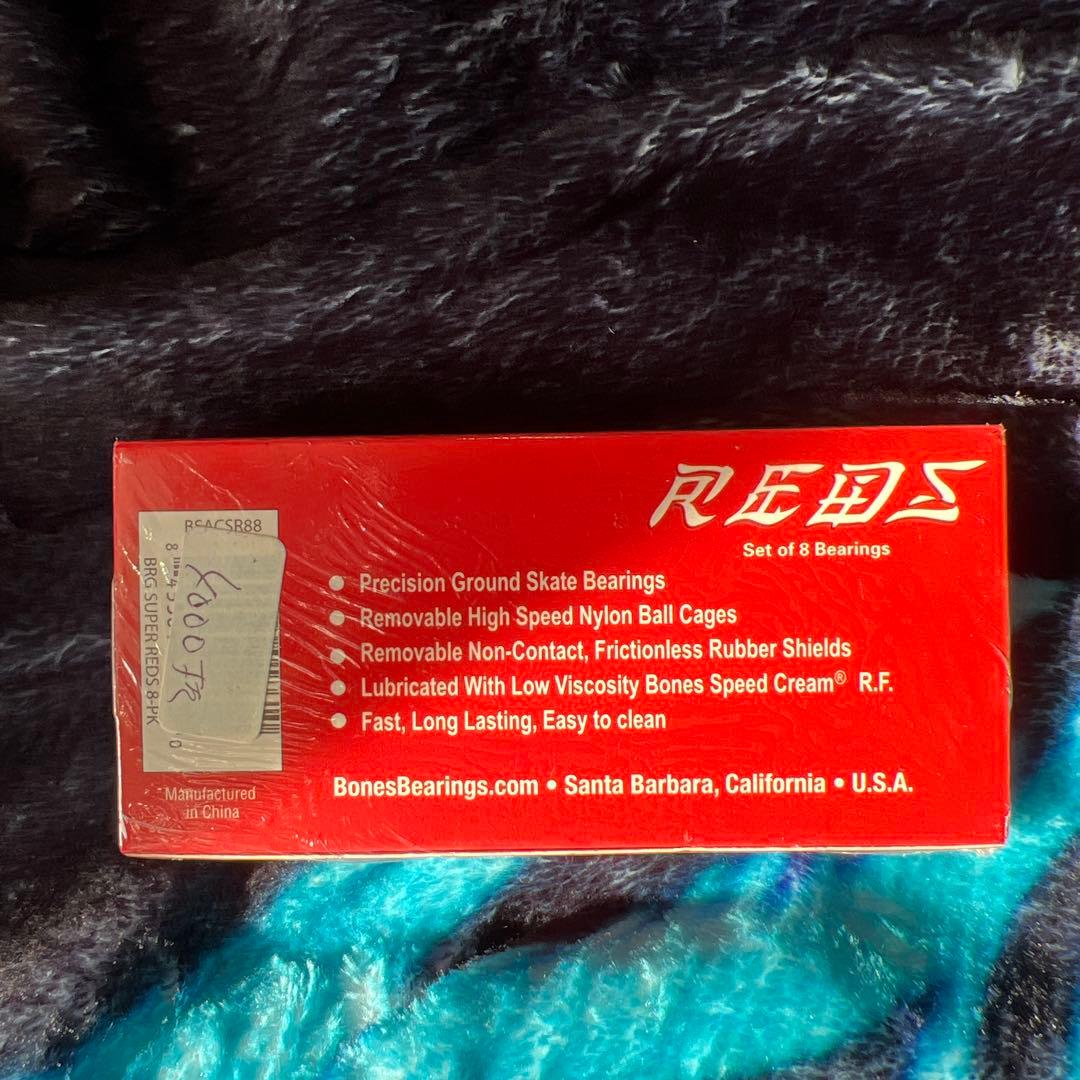 REDS
Set of 8 Bearings
● Precision Ground Skate Bearings
● Removable High Speed Nylon Ball Cages
● Removable Non-Contact, Frictionless Rubber Shields
● Lubricated With Low Viscosity Bones Speed Cream® R.F.
● Fast, Long Lasting, Easy to clean
BonesBearings.com • Santa Barbara, California • U.S.A.
BSACSR88
BRG SUPER REDS 8-PK
Manufactured
in China